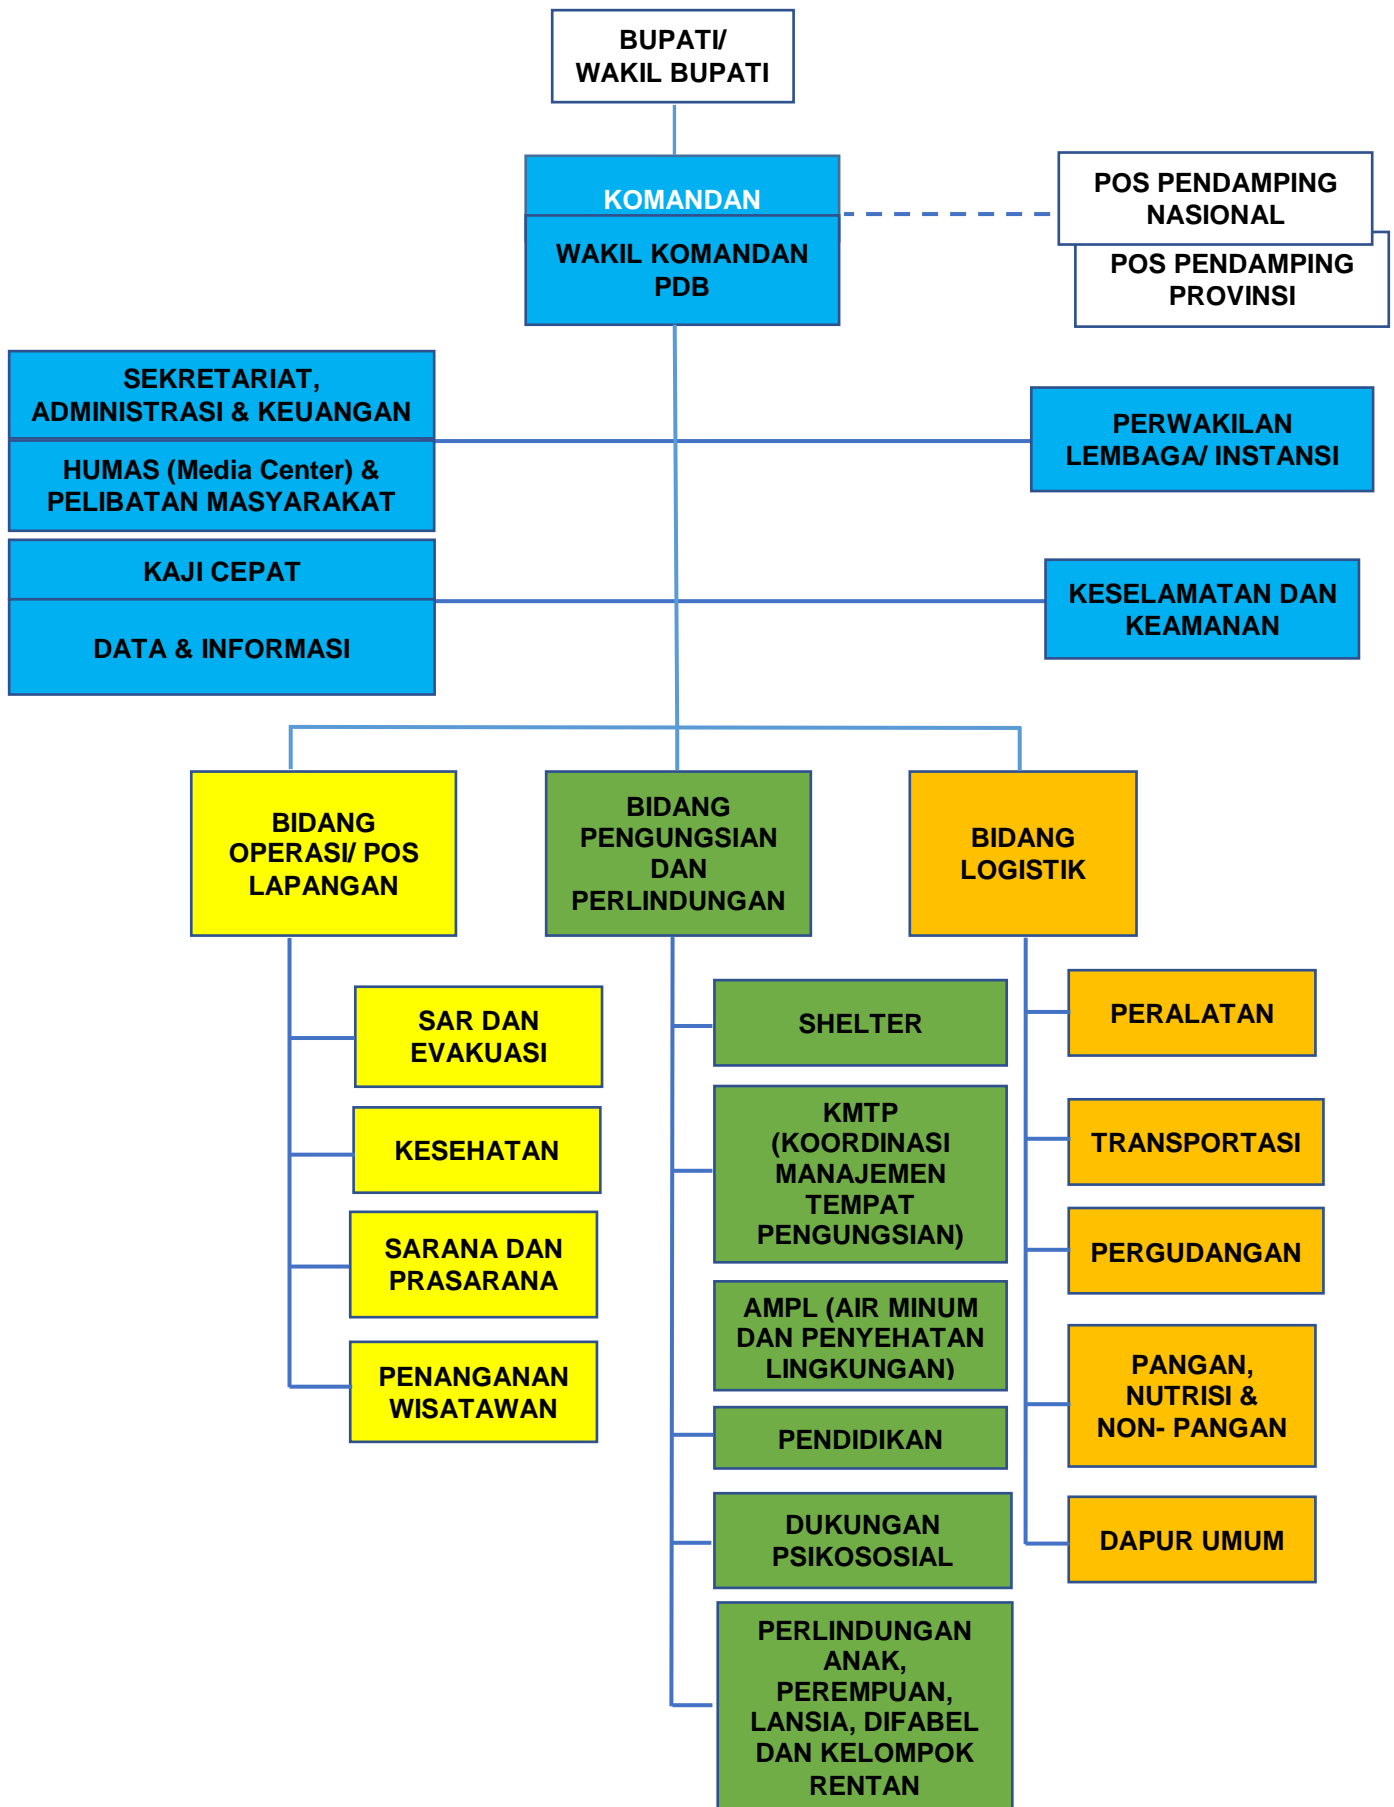 BUPATI/
WAKIL BUPATI
KOMANDAN
WAKIL KOMANDAN
PDB
POS PENDAMPING
NASIONAL
POS PENDAMPING
PROVINSI
SEKRETARIAT,
ADMINISTRASI & KEUANGAN
HUMAS (Media Center) &
PELIBATAN MASYARAKAT
PERWAKILAN
LEMBAGA/ INSTANSI
KAJI CEPAT
DATA & INFORMASI
KESELAMATAN DAN
KEAMANAN
BIDANG
OPERASI/ POS
LAPANGAN
BIDANG
PENGUNGSIAN
DAN
PERLINDUNGAN
BIDANG
LOGISTIK
SAR DAN
EVAKUASI
KESEHATAN
SARANA DAN
PRASARANA
PENANGANAN
WISATAWAN
SHELTER
KMTP
(KOORDINASI
MANAJEMEN
TEMPAT
PENGUNGSIAN)
AMPL (AIR MINUM
DAN PENYEHATAN
LINGKUNGAN)
PENDIDIKAN
DUKUNGAN
PSIKOSOSIAL
PERLINDUNGAN
ANAK,
PEREMPUAN,
LANSIA, DIFABEL
DAN KELOMPOK
RENTAN
PERALATAN
TRANSPORTASI
PERGUDANGAN
PANGAN,
NUTRISI &
NON- PANGAN
DAPUR UMUM